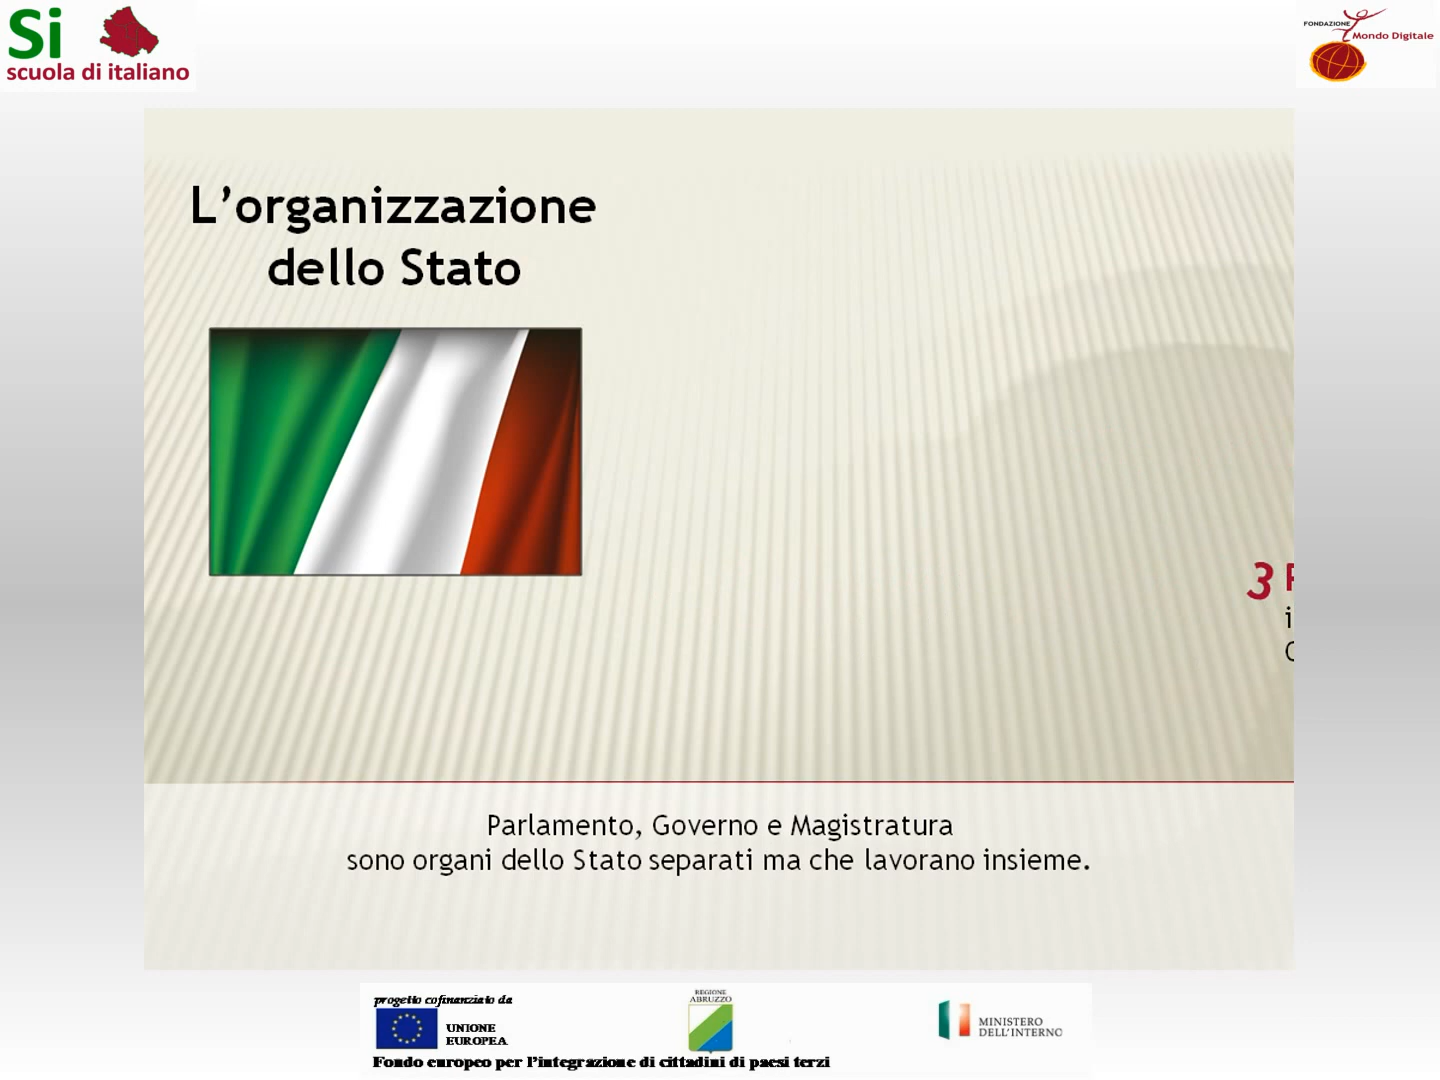 Si
scuola di italiano
FONDAZIONE
Mondo Digitale
L’organizzazione
dello Stato
3
i
Parlamento, Governo e Magistratura
sono organi dello Stato separati ma che lavorano insieme.
progetto cofinanziato da
UNIONE
EUROPEA
REGIONE
ABRUZZO
MINISTERO
DELL'INTERNO
Fondo europeo per l'integrazione di cittadini di paesi terzi